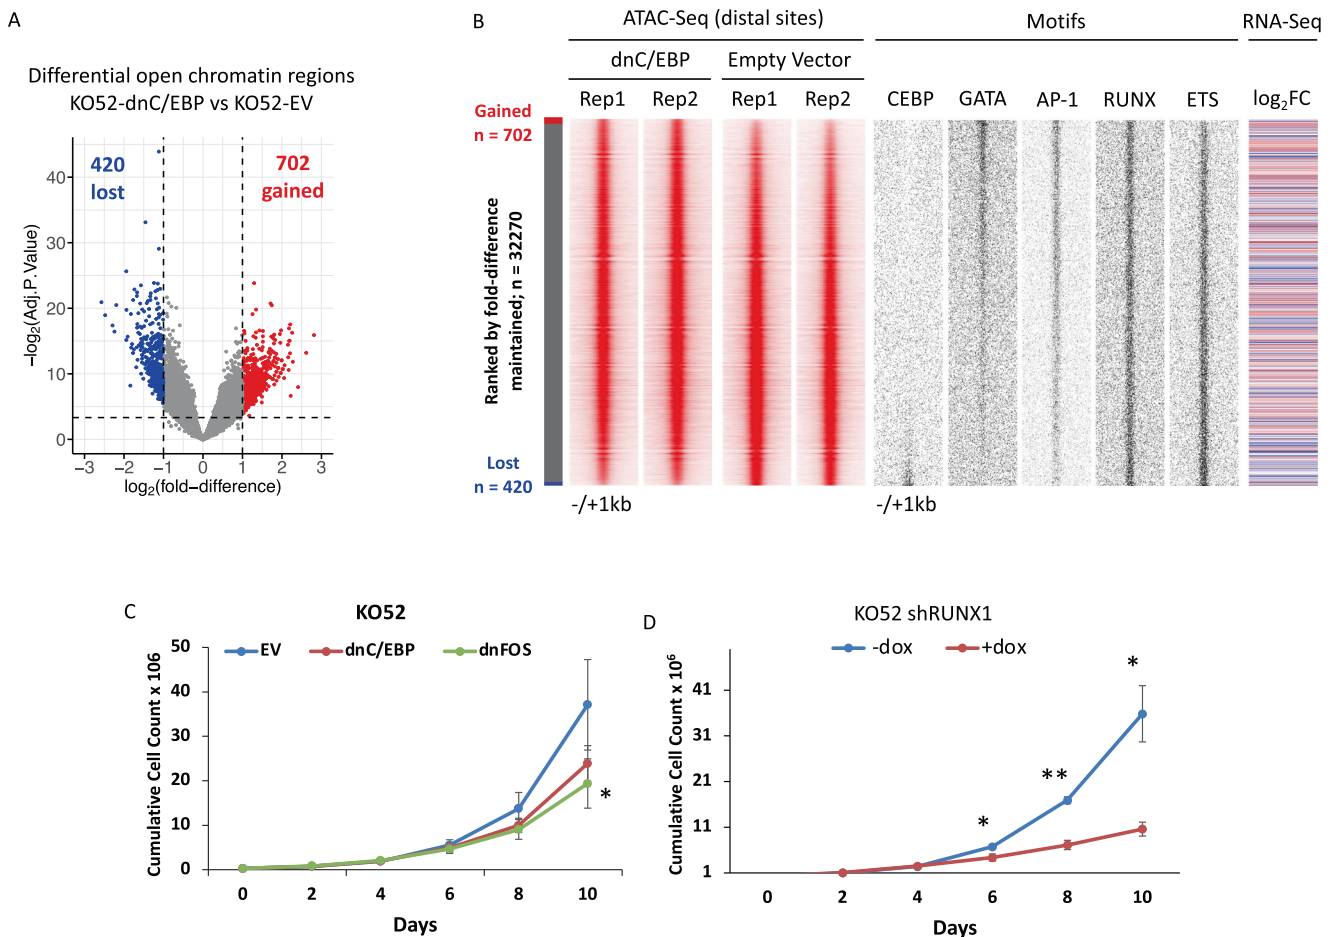 A
Differential open chromatin regions
KO52-dnC/EBP vs KO52-EV
420
lost
702
gained
40
30
20
10
0
−log2(Adj.P.Value)
−3 −2 −1 0 1 2 3
log2(fold−difference)
B
ATAC-Seq (distal sites)
Motifs
RNA-Seq
dnC/EBP
Empty Vector
Rep1 Rep2 Rep1 Rep2
CEBP GATA AP-1 RUNX ETS
log2FC
Gained
n = 702
Ranked by fold-difference
maintained; n = 32270
Lost
n = 420
-/+1kb
-/+1kb
C
KO52
EV dnC/EBP dnFOS
50
40
30
20
10
0
Cumulative Cell Count x 106
*
0 2 4 6 8 10
Days
D
KO52 shRUNX1
-dox +dox
41
31
21
11
1
Cumulative Cell Count x 10^6
*
**
*
0 2 4 6 8 10
Days